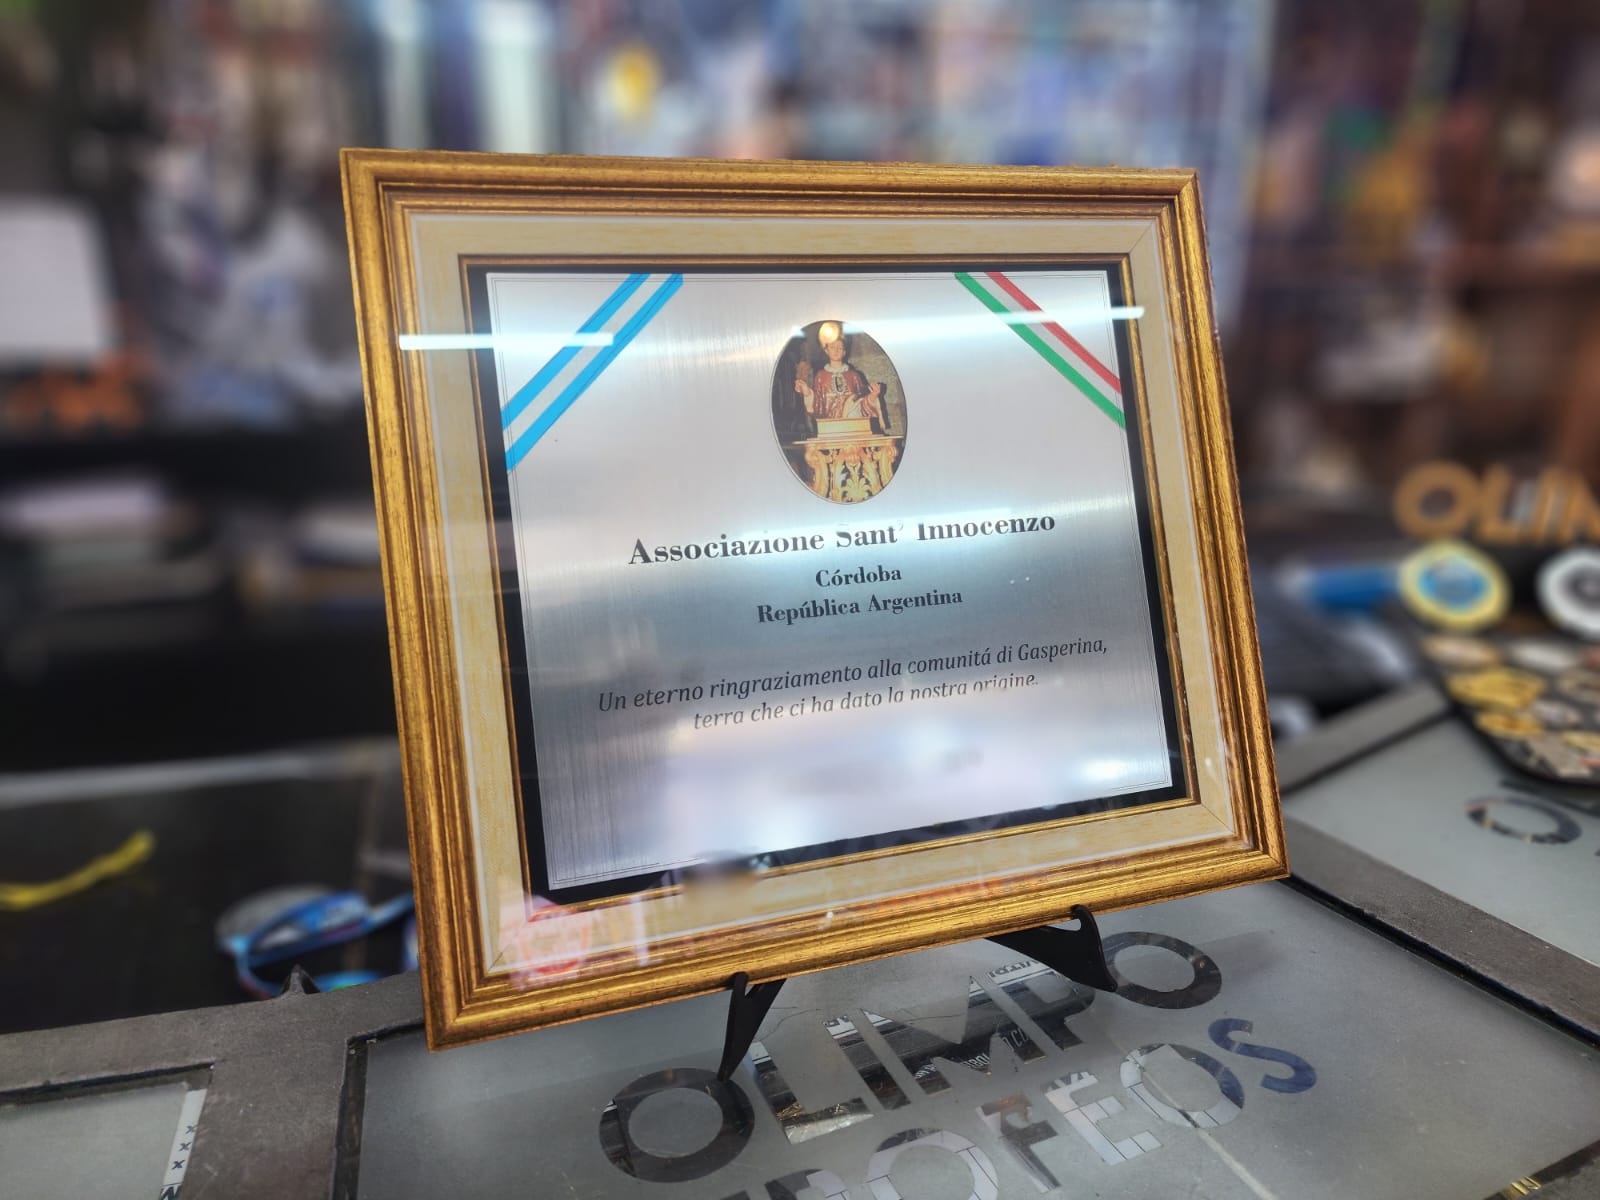 Associazione Sant' Innocenzo
Córdoba
República Argentina
Un eterno ringraziamento alla comunitá di Gasperina,
terra che ci ha dato la nostra origine.
OLIMPO
OLIMPO